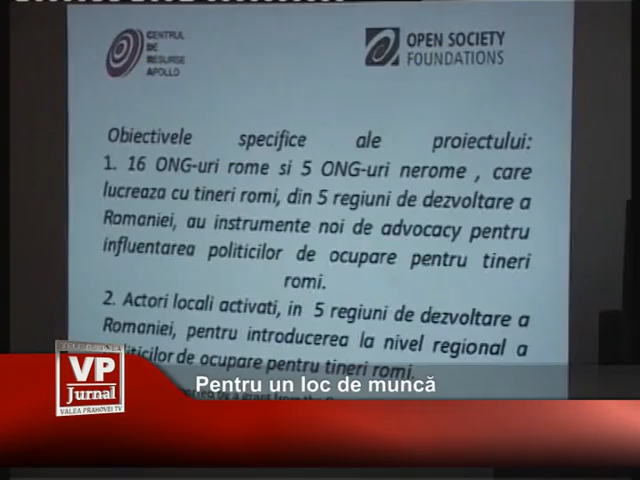 CENTRUL
DE
RESURSE
APOLLO
OPEN SOCIETY
FOUNDATIONS
Obiectivele specifice ale proiectului:
1. 16 ONG-uri rome si 5 ONG-uri nerome , care
lucreaza cu tineri romi, din 5 regiuni de dezvoltare a
Romaniei, au instrumente noi de advocacy pentru
influentarea politicilor de ocupare pentru tineri
romi.
2. Actori locali activati, in 5 regiuni de dezvoltare a
Romaniei, pentru introducerea la nivel regional a
politicilor de ocupare pentru tineri romi.
by a grant from the
VP
Jurnal
VALEA PRAHOVEI TV
Pentru un loc de muncă